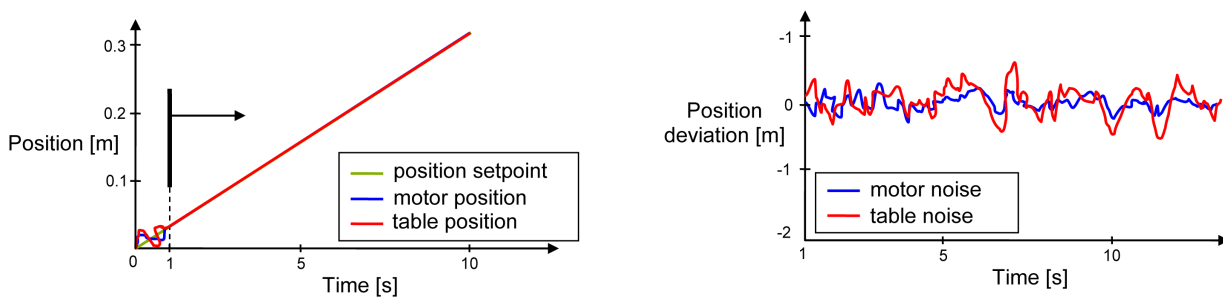 0.3
0.2
Position [m]
0.1
position setpoint
motor position
table position
0
1
5
10
Time [s]
-1
0
Position
deviation [m]
-1
-2
motor noise
table noise
1
5
10
Time [s]